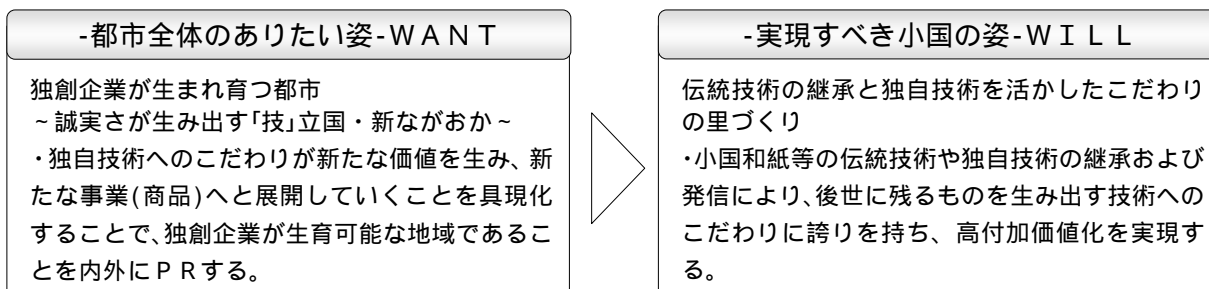 -都市全体のありたい姿-ＷＡＮＴ
独創企業が生まれ育つ都市
~誠実さが生み出す「技」立国・新ながおか~
・独自技術へのこだわりが新たな価値を生み、新
たな事業(商品)へと展開していくことを具現化
することで、独創企業が生育可能な地域であるこ
とを内外にＰＲする。
-実現すべき小国の姿-ＷＩＬＬ
伝統技術の継承と独自技術を活かしたこだわり
の里づくり
・小国和紙等の伝統技術や独自技術の継承および
発信により、後世に残るものを生み出す技術への
こだわりに誇りを持ち、高付加価値化を実現す
る。